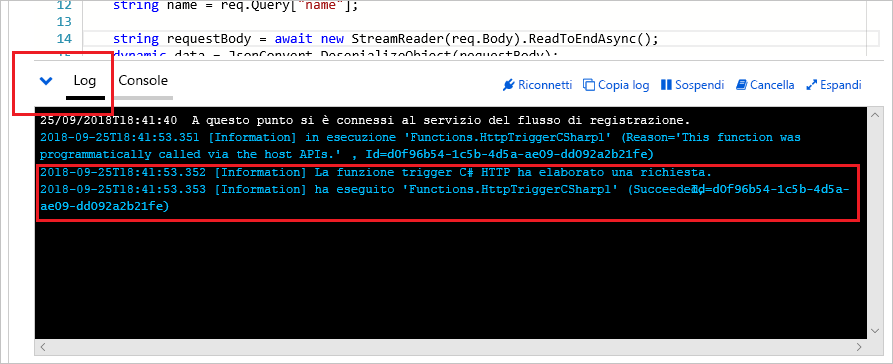 12 string name = req.Query["name"];
13
14 string requestBody = await new StreamReader(req.Body).ReadToEndAsync();
15 dynamic data = JsonConvert.DeserializeObject(requestBody);
Log Console Riconnetti Copia log Sospendi Cancella Espandi
25/09/2018T18:41:40 A questo punto si è connessi al servizio del flusso di registrazione.
2018-09-25T18:41:53.351 [Information] in esecuzione 'Functions.HttpTriggerCSharp1' (Reason='This function was
programmatically called via the host APIs.' , Id=d0f96b54-1c5b-4d5a-ae09-dd092a2b21fe)
2018-09-25T18:41:53.352 [Information] La funzione trigger C# HTTP ha elaborato una richiesta.
2018-09-25T18:41:53.353 [Information] ha eseguito 'Functions.HttpTriggerCSharp1' (Succeeded, Id=d0f96b54-1c5b-4d5a-
ae09-dd092a2b21fe)